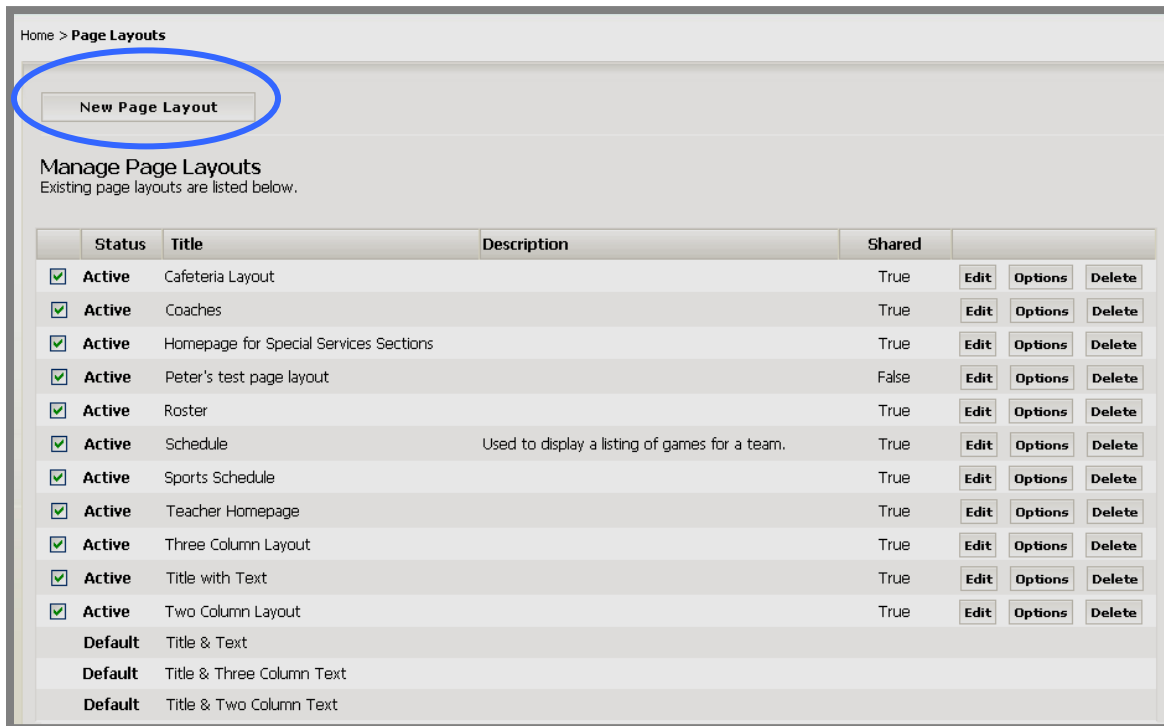 Home > Page Layouts
New Page Layout
Manage Page Layouts
Existing page layouts are listed below.
Status Title Description Shared
Active Cafeteria Layout True Edit Options Delete
Active Coaches True Edit Options Delete
Active Homepage for Special Services Sections True Edit Options Delete
Active Peter's test page layout False Edit Options Delete
Active Roster True Edit Options Delete
Active Schedule Used to display a listing of games for a team. True Edit Options Delete
Active Sports Schedule True Edit Options Delete
Active Teacher Homepage True Edit Options Delete
Active Three Column Layout True Edit Options Delete
Active Title with Text True Edit Options Delete
Active Two Column Layout True Edit Options Delete
Default Title & Text
Default Title & Three Column Text
Default Title & Two Column Text